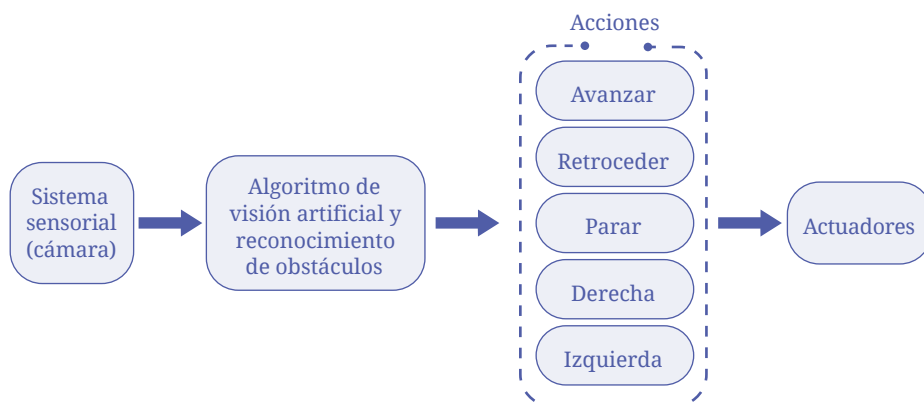 Sistema
sensorial
(cámara)
Algoritmo de
visión artificial y
reconocimiento
de obstáculos
Acciones
Avanzar
Retroceder
Parar
Derecha
Izquierda
Actuadores